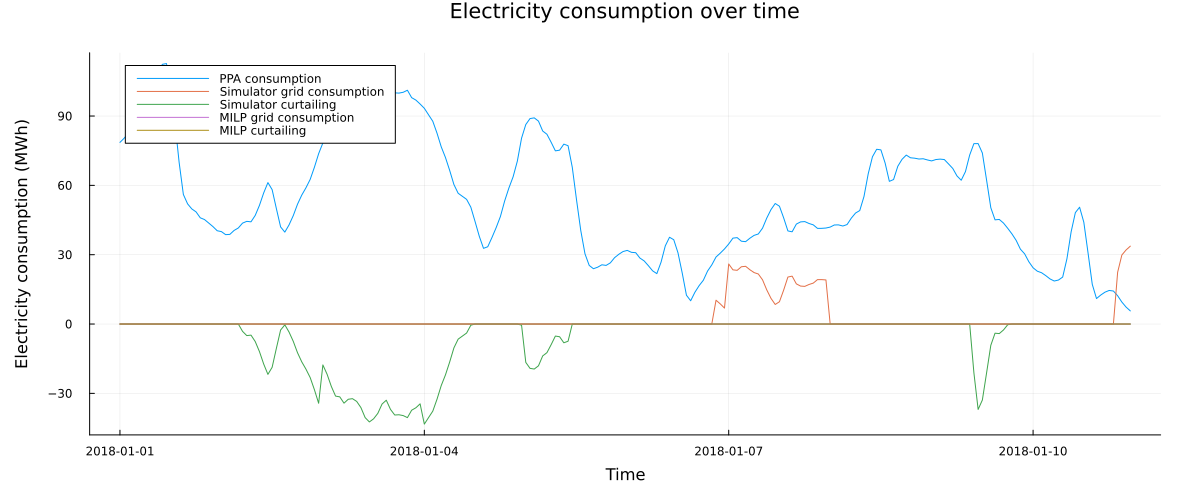 Electricity consumption over time
PPA consumption
Simulator grid consumption
Simulator curtailing
MILP grid consumption
MILP curtailing
90
60
30
0
−30
Electricity consumption (MWh)
2018-01-01
2018-01-04
2018-01-07
2018-01-10
Time